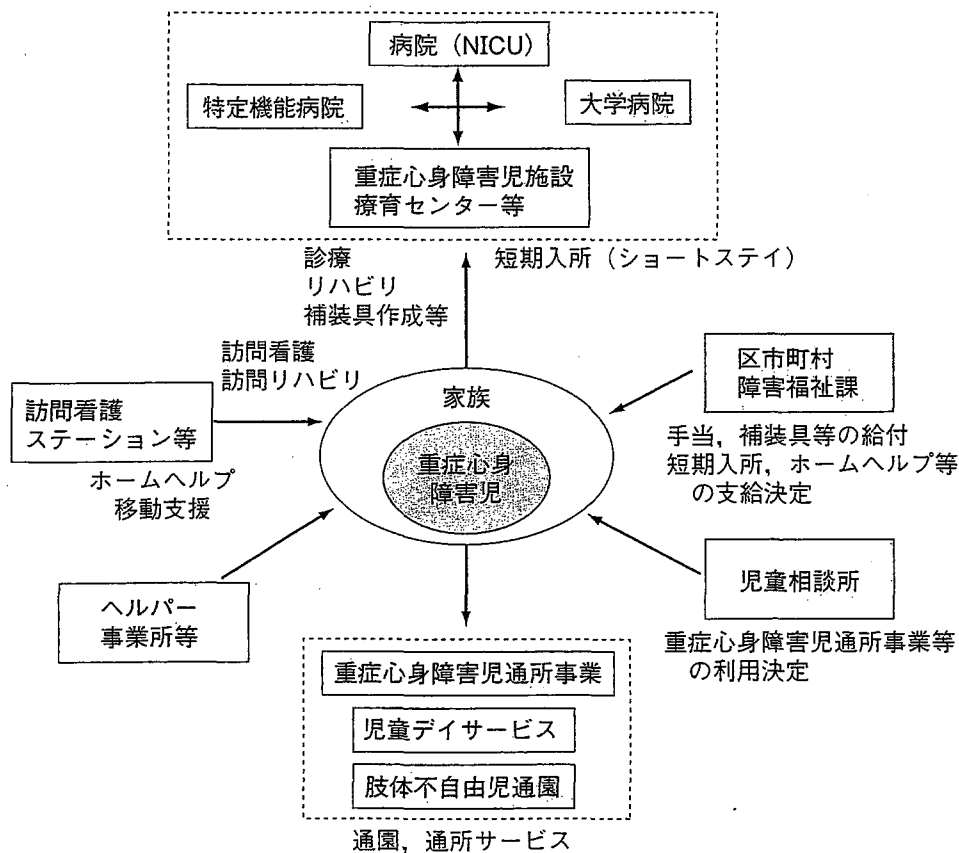 病院（NICU）
特定機能病院
大学病院
重症心身障害児施設
療育センター等
診療
リハビリ
補装具作成等
短期入所（ショートステイ）
訪問看護
訪問リハビリ
訪問看護
ステーション等
家族
重症心身
障害児
区市町村
障害福祉課
手当，補装具等の給付
短期入所，ホームヘルプ等
の支給決定
ホームヘルプ
移動支援
ヘルパー
事業所等
児童相談所
重症心身障害児通所事業等
の利用決定
重症心身障害児通所事業
児童デイサービス
肢体不自由児通園
通園，通所サービス